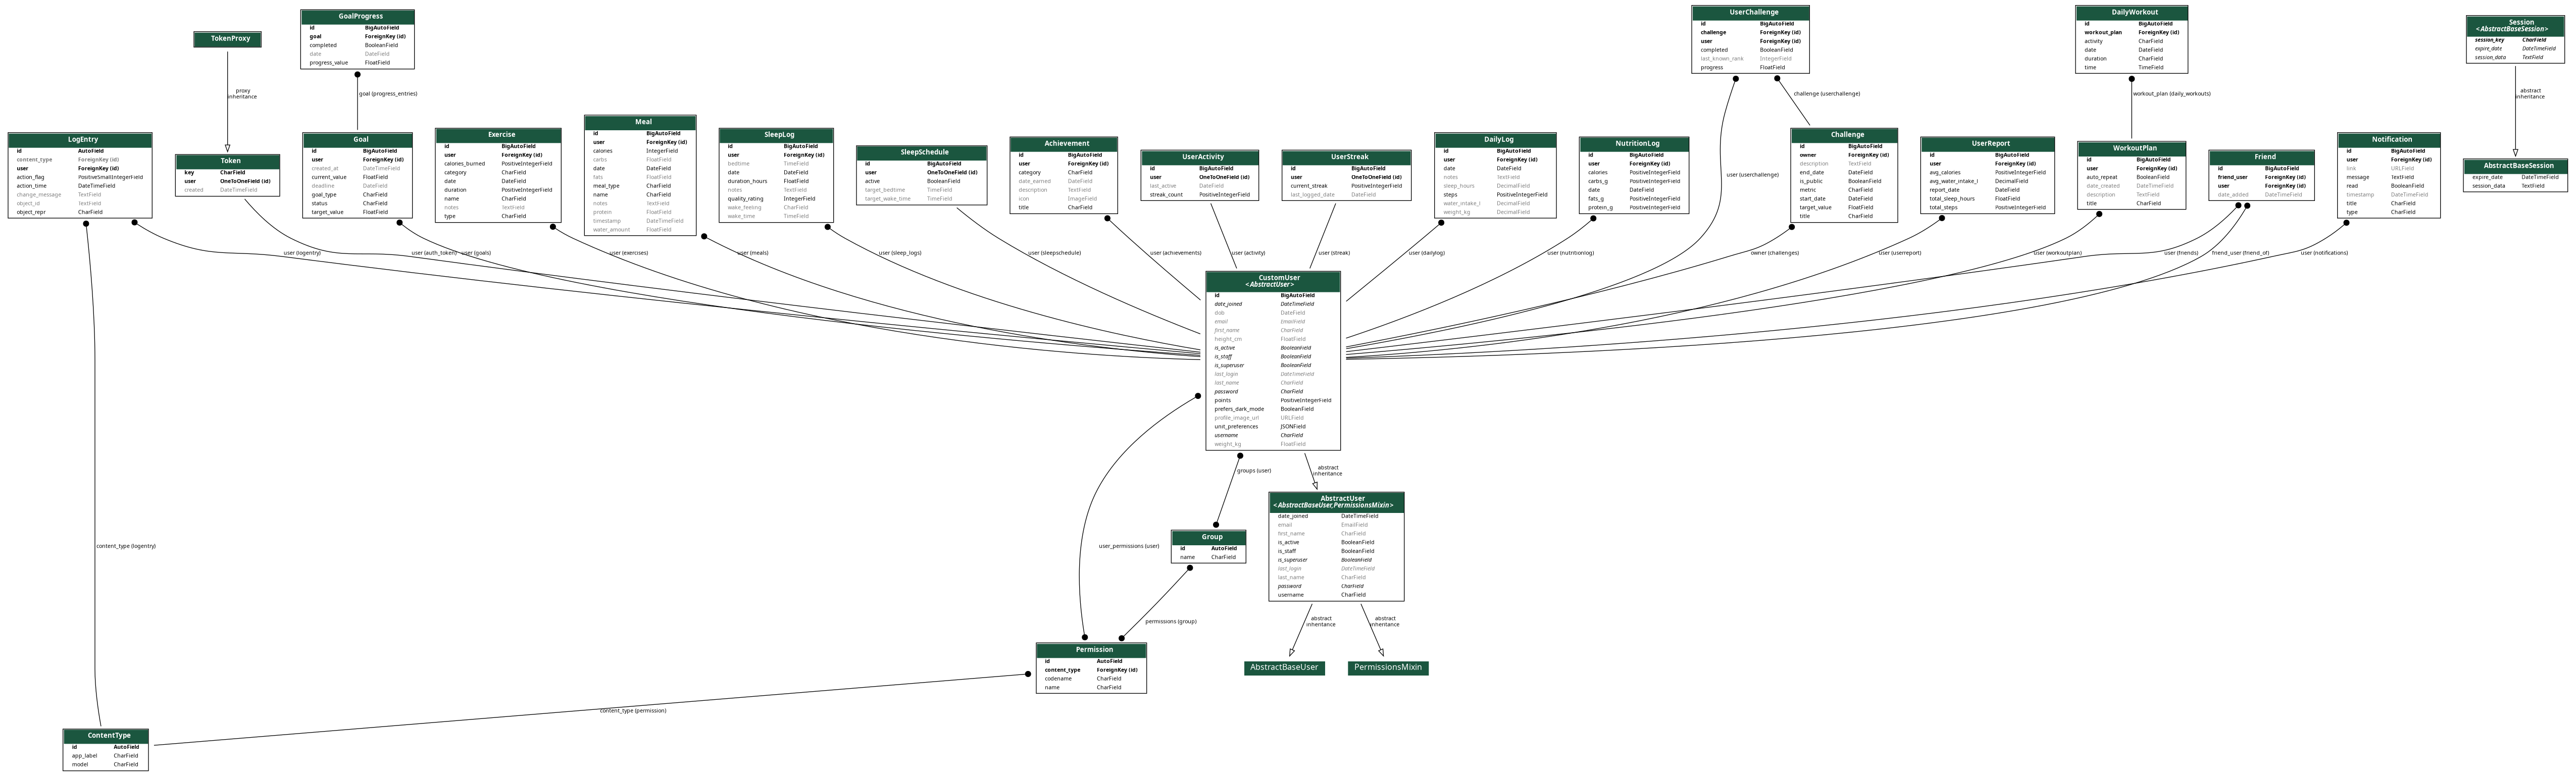 GoalProgress
id BigAutoField
goal ForeignKey (id)
completed BooleanField
date DateField
progress_value FloatField
UserChallenge
id BigAutoField
challenge ForeignKey (id)
user ForeignKey (id)
completed BooleanField
last_known_rank IntegerField
progress FloatField
DailyWorkout
id BigAutoField
workout_plan ForeignKey (id)
activity CharField
date DateField
duration CharField
time TimeField
Session
<AbstractBaseSession>
session_key CharField
expire_date DateTimeField
session_data TextField
TokenProxy
proxy
inheritance
goal (progress_entries)
challenge (userchallenge)
workout_plan (daily_workouts)
abstract
inheritance
LogEntry
id AutoField
content_type ForeignKey (id)
user ForeignKey (id)
action_flag PositiveSmallIntegerField
action_time DateTimeField
change_message TextField
object_id TextField
object_repr CharField
Token
key CharField
user OneToOneField (id)
created DateTimeField
Goal
id BigAutoField
user ForeignKey (id)
created_at DateTimeField
current_value FloatField
deadline DateField
goal_type CharField
status CharField
target_value FloatField
Exercise
id BigAutoField
user ForeignKey (id)
calories_burned PositiveIntegerField
category CharField
date DateField
duration PositiveIntegerField
name CharField
notes TextField
type CharField
Meal
id BigAutoField
user ForeignKey (id)
calories IntegerField
carbs FloatField
date DateField
fats FloatField
meal_type CharField
name CharField
notes TextField
protein FloatField
timestamp DateTimeField
water_amount FloatField
SleepLog
id BigAutoField
user ForeignKey (id)
bedtime TimeField
date DateField
duration_hours FloatField
notes TextField
quality_rating IntegerField
wake_feeling CharField
wake_time TimeField
SleepSchedule
id BigAutoField
user OneToOneField (id)
active BooleanField
target_bedtime TimeField
target_wake_time TimeField
Achievement
id BigAutoField
user ForeignKey (id)
category CharField
date_earned DateField
description TextField
icon ImageField
title CharField
UserActivity
id BigAutoField
user OneToOneField (id)
last_active DateField
streak_count PositiveIntegerField
UserStreak
id BigAutoField
user OneToOneField (id)
current_streak PositiveIntegerField
last_logged_date DateField
DailyLog
id BigAutoField
user ForeignKey (id)
date DateField
notes TextField
sleep_hours DecimalField
steps PositiveIntegerField
water_intake_l DecimalField
weight_kg DecimalField
NutritionLog
id BigAutoField
user ForeignKey (id)
calories PositiveIntegerField
carbs_g PositiveIntegerField
date DateField
fats_g PositiveIntegerField
protein_g PositiveIntegerField
user (userchallenge)
Challenge
id BigAutoField
owner ForeignKey (id)
description TextField
end_date DateField
is_public BooleanField
metric CharField
start_date DateField
target_value FloatField
title CharField
UserReport
id BigAutoField
user ForeignKey (id)
avg_calories PositiveIntegerField
avg_water_intake_l DecimalField
report_date DateField
total_sleep_hours FloatField
total_steps PositiveIntegerField
WorkoutPlan
id BigAutoField
user ForeignKey (id)
auto_repeat BooleanField
date_created DateTimeField
description TextField
title CharField
Friend
id BigAutoField
friend_user ForeignKey (id)
user ForeignKey (id)
date_added DateTimeField
Notification
id BigAutoField
user ForeignKey (id)
link URLField
message TextField
read BooleanField
timestamp DateTimeField
title CharField
type CharField
AbstractBaseSession
expire_date DateTimeField
session_data TextField
user (logentry)
user (auth_token)
user (goals)
user (exercises)
user (meals)
user (sleep_logs)
user (sleepschedule)
user (achievements)
user (activity)
user (streak)
user (dailylog)
user (nutritionlog)
owner (challenges)
user (userreport)
user (workoutplan)
user (friends)
friend_user (friend_of)
user (notifications)
CustomUser
<AbstractUser>
id BigAutoField
date_joined DateTimeField
dob DateField
email EmailField
first_name CharField
height_cm FloatField
is_active BooleanField
is_staff BooleanField
is_superuser BooleanField
last_login DateTimeField
last_name CharField
password CharField
points PositiveIntegerField
prefers_dark_mode BooleanField
profile_image_url URLField
unit_preferences JSONField
username CharField
weight_kg FloatField
groups (user)
abstract
inheritance
AbstractUser
<AbstractBaseUser,PermissionsMixin>
date_joined DateTimeField
email EmailField
first_name CharField
is_active BooleanField
is_staff BooleanField
is_superuser BooleanField
last_login DateTimeField
last_name CharField
password CharField
username CharField
content_type (logentry)
user_permissions (user)
Group
id AutoField
name CharField
permissions (group)
abstract
inheritance
abstract
inheritance
Permission
id AutoField
content_type ForeignKey (id)
codename CharField
name CharField
AbstractBaseUser
PermissionsMixin
content_type (permission)
ContentType
id AutoField
app_label CharField
model CharField